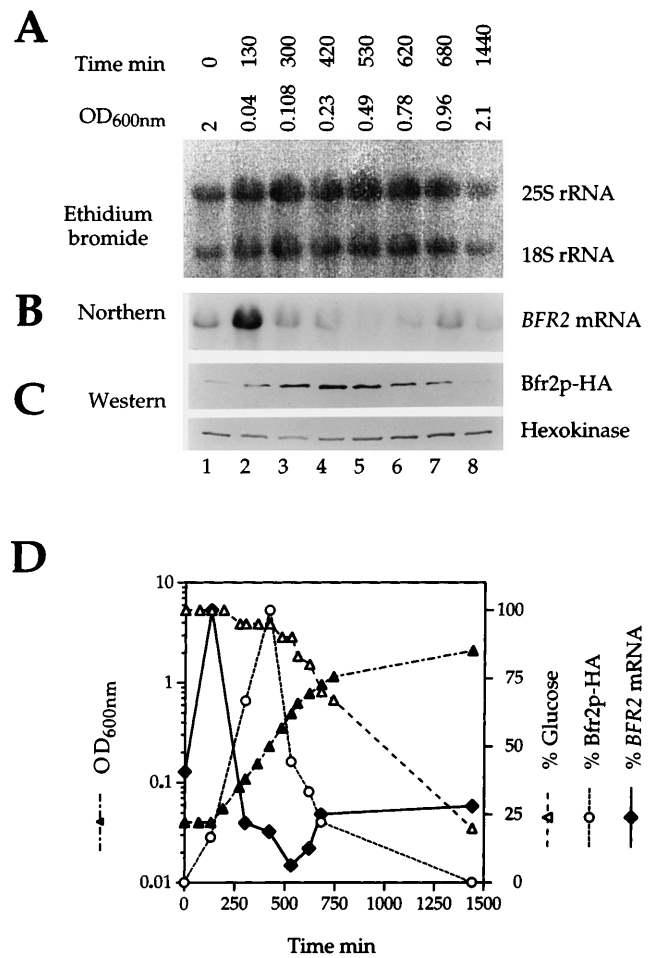 A
Time min 0 130 300 420 530 620 680 1440
OD600nm 2 0.04 0.108 0.23 0.49 0.78 0.96 2.1
Ethidium
bromide
25S rRNA
18S rRNA
B Northern BFR2 mRNA
C Western Bfr2p-HA
Hexokinase
1 2 3 4 5 6 7 8
D
10
1
0.1
0.01
OD600nm
100
75
50
25
0
% Glucose
% Bfr2p-HA
% BFR2 mRNA
0 250 500 750 1000 1250 1500
Time min